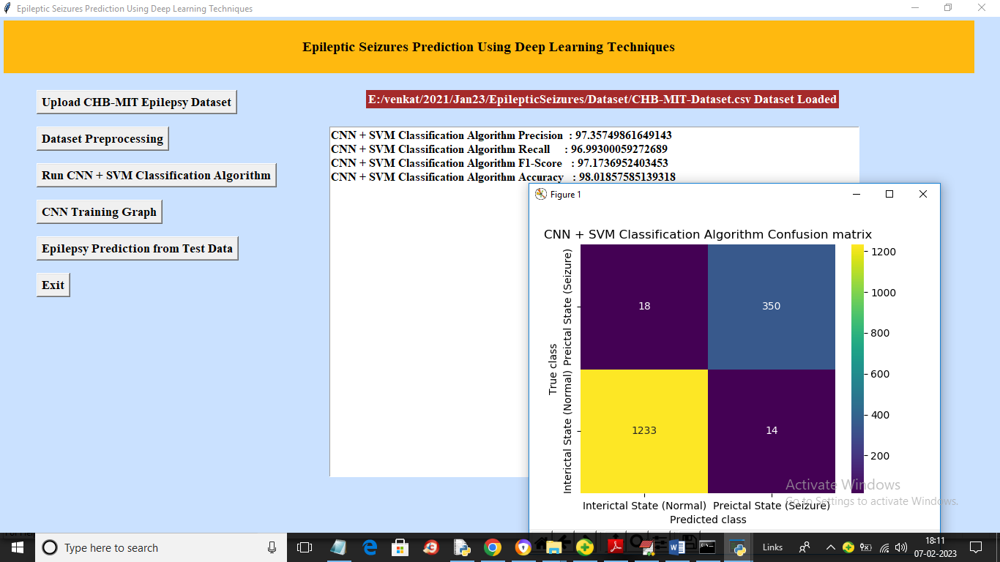 Epileptic Seizures Prediction Using Deep Learning Techniques
Epileptic Seizures Prediction Using Deep Learning Techniques
Upload CHB-MIT Epilepsy Dataset
E:/venkat/2021/Jan23/EpilepticSeizures/Dataset/CHB-MIT-Dataset.csv Dataset Loaded
Dataset Preprocessing
Run CNN + SVM Classification Algorithm
CNN Training Graph
Epilepsy Prediction from Test Data
Exit
CNN + SVM Classification Algorithm Precision : 97.35749861649143
CNN + SVM Classification Algorithm Recall : 96.99300059272689
CNN + SVM Classification Algorithm F1-Score : 97.1736952403453
CNN + SVM Classification Algorithm Accuracy : 98.01857585139318
Figure 1
CNN + SVM Classification Algorithm Confusion matrix
True class
Preictal State (Seizure)
Interictal State (Normal)
18
350
1233
14
1200
1000
800
600
400
200
Interictal State (Normal)
Preictal State (Seizure)
Predicted class
Activate Windows
Go to Settings to activate Windows.
Type here to search
Links
18:11
07-02-2023